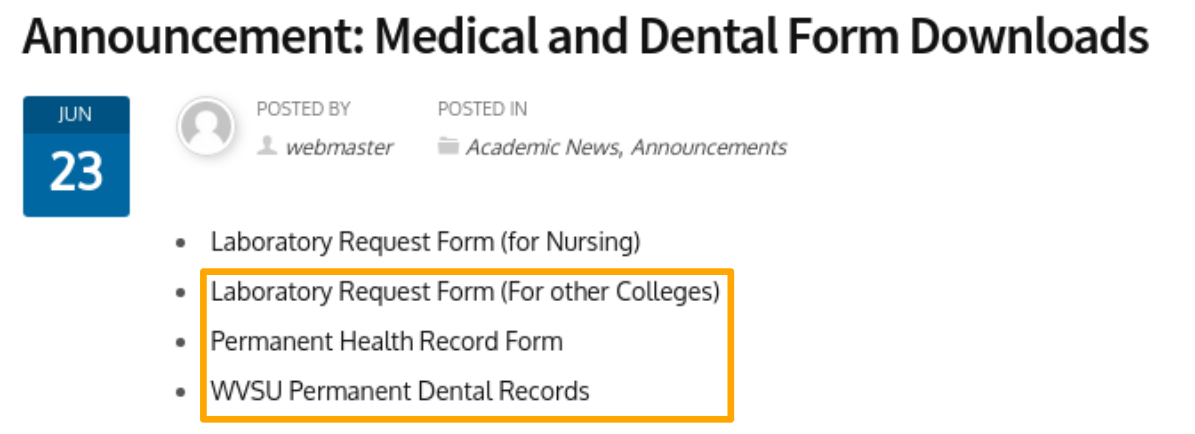 Announcement: Medical and Dental Form Downloads
JUN
23
POSTED BY
webmaster
POSTED IN
Academic News, Announcements
Laboratory Request Form (for Nursing)
Laboratory Request Form (For other Colleges)
Permanent Health Record Form
WVSU Permanent Dental Records